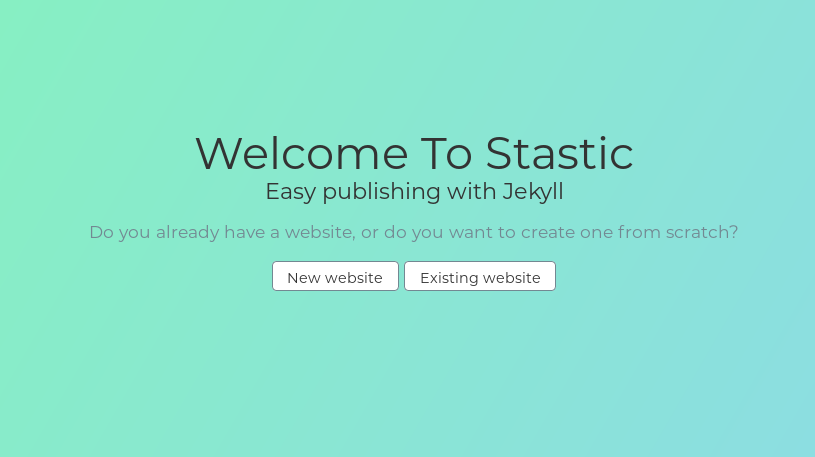 Welcome To Stastic
Easy publishing with Jekyll
Do you already have a website, or do you want to create one from scratch?
New website Existing website